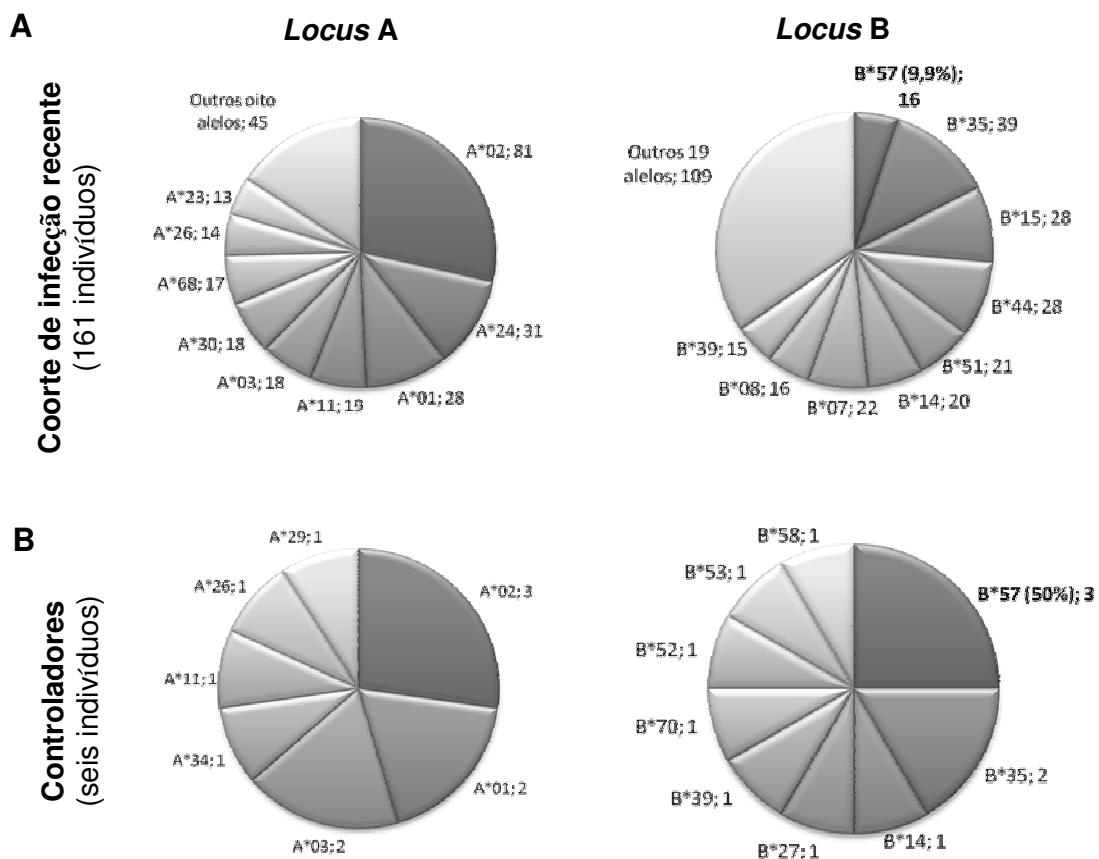 A
Locus A
Locus B
Coorte de infecção recente
(161 indivíduos)
Outros oito
alelos; 45
A*02; 81
A*23; 13
A*26; 14
A*68; 17
A*30; 18
A*03; 18
A*11; 19
A*01; 28
A*24; 31
B*57 (9,9%);
16
B*35; 39
Outros 19
alelos; 109
B*15; 28
B*44; 28
B*51; 21
B*14; 20
B*07; 22
B*08; 16
B*39; 15
B
Controladores
(seis indivíduos)
A*29; 1
A*02; 3
A*26; 1
A*11; 1
A*34; 1
A*03; 2
A*01; 2
B*58; 1
B*57 (50%); 3
B*53; 1
B*52; 1
B*70; 1
B*39; 1
B*27; 1
B*14; 1
B*35; 2